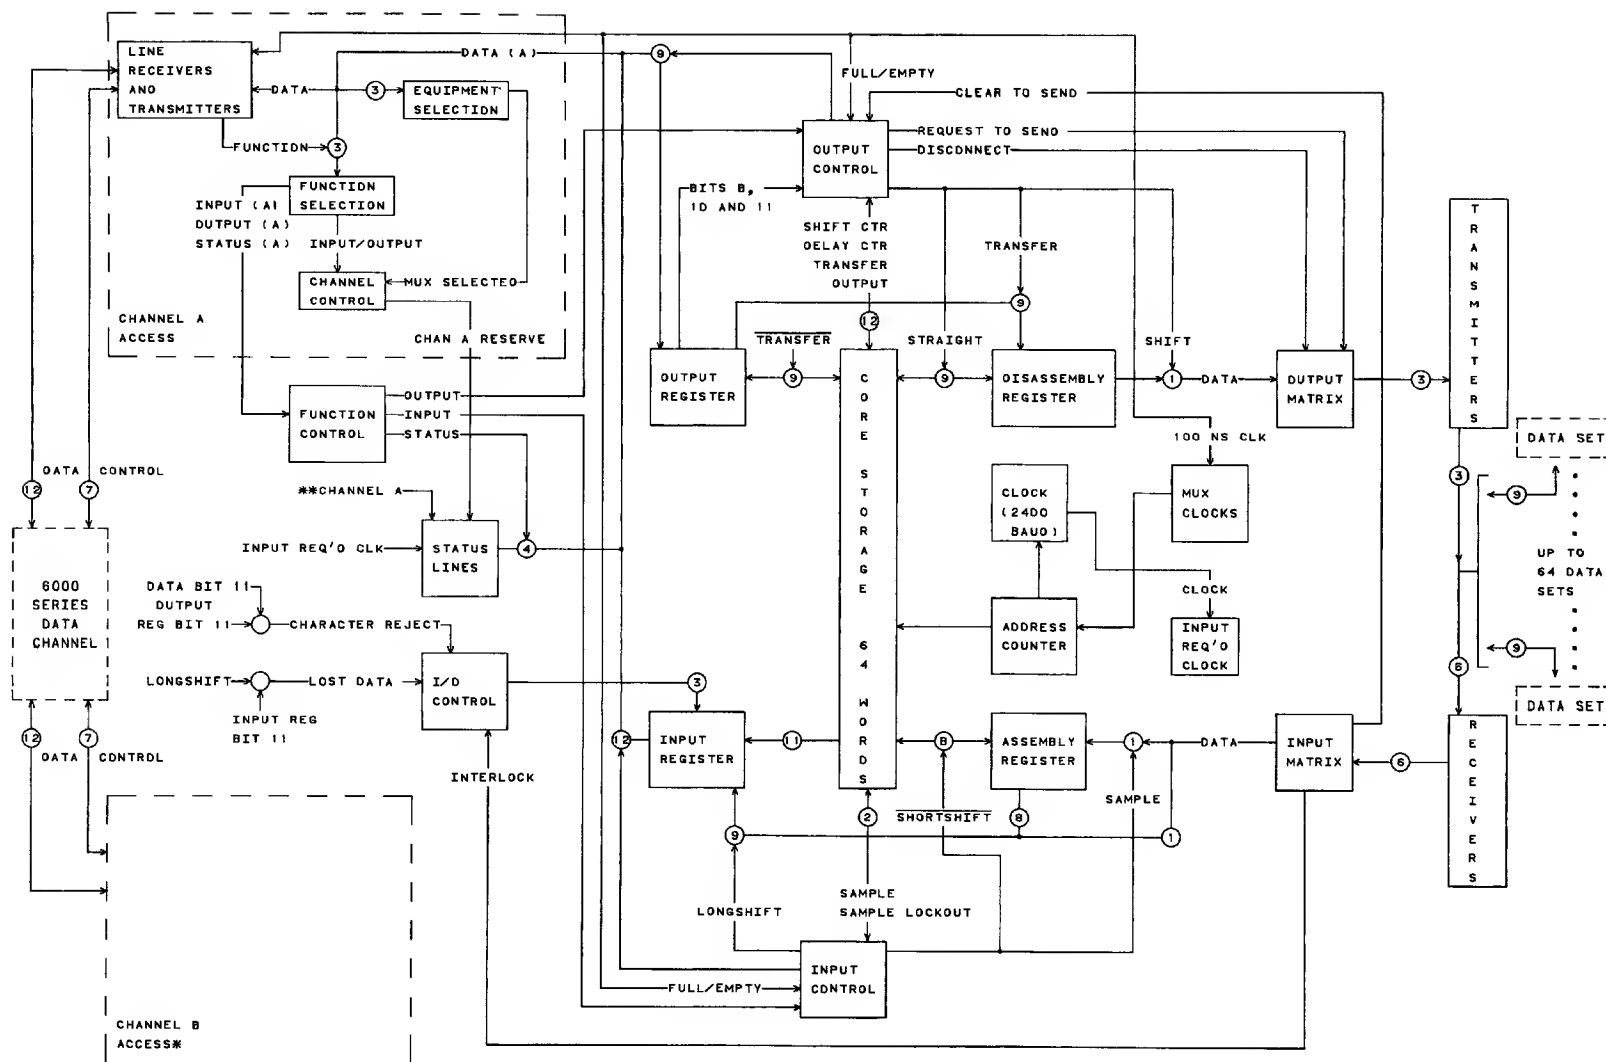 LINE
RECEIVERS
AND
TRANSMITTERS
DATA (A)
DATA
3
EQUIPMENT
SELECTION
FUNCTION
3
FUNCTION
SELECTION
INPUT (A)
OUTPUT (A)
STATUS (A)
INPUT/OUTPUT
CHANNEL
CONTROL
MUX SELECTED
CHANNEL A
ACCESS
CHAN A RESERVE
9
FULL/EMPTY
CLEAR TO SEND
OUTPUT
CONTROL
REQUEST TO SEND
DISCONNECT
BITS 8,
10 AND 11
SHIFT CTR
DELAY CTR
TRANSFER
OUTPUT
TRANSFER
9
12
TRANSFER
STRAIGHT
SHIFT
OUTPUT
REGISTER
9
CORE STORAGE 64 WORDS
9
DISASSEMBLY
REGISTER
1
DATA
OUTPUT
MATRIX
3
TRANSMITTERS
FUNCTION
CONTROL
OUTPUT
INPUT
STATUS
100 NS CLK
DATA CONTROL
12
7
**CHANNEL A
INPUT REQ'D CLK
STATUS
LINES
4
CLOCK
(2400
BAUD)
MUX
CLOCKS
3
9
DATA SET
UP TO
64 DATA
SETS
6000
SERIES
DATA
CHANNEL
DATA BIT 11
OUTPUT
REG BIT 11
CHARACTER REJECT
CLOCK
ADDRESS
COUNTER
INPUT
REQ'D
CLOCK
9
6
DATA SET
LONGSHIFT
LOST DATA
INPUT REG
BIT 11
I/O
CONTROL
3
12
7
DATA CONTROL
INTERLOCK
12
INPUT
REGISTER
11
8
ASSEMBLY
REGISTER
1
DATA
INPUT
MATRIX
6
RECEIVERS
SAMPLE
9
2
SHORTSHIFT
8
1
LONGSHIFT
SAMPLE
SAMPLE LOCKOUT
INPUT
CONTROL
FULL/EMPTY
CHANNEL B
ACCESS*